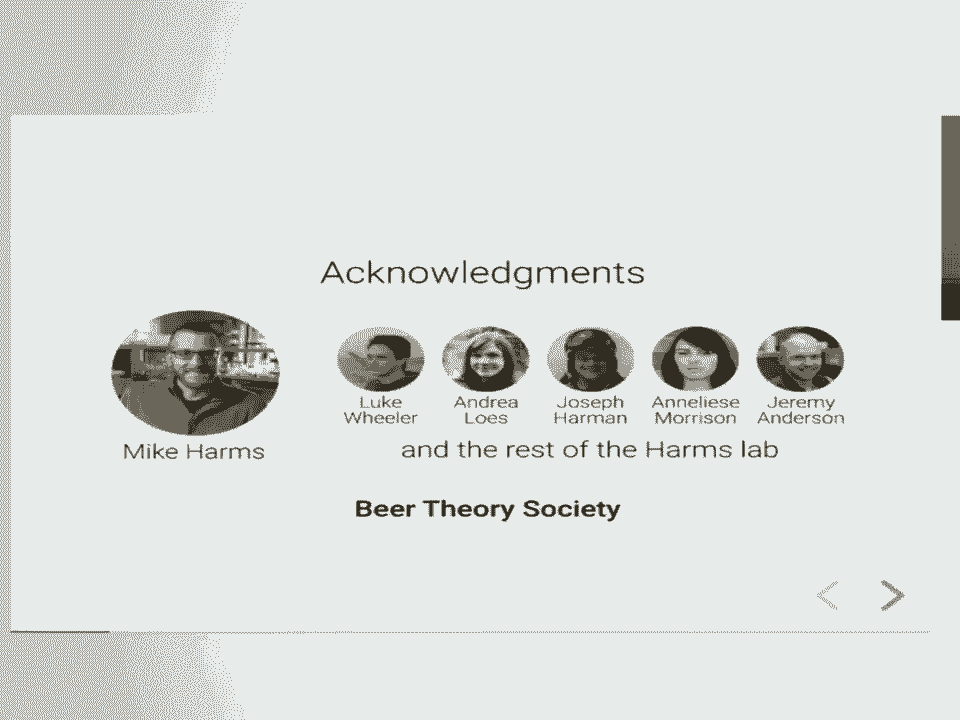 Acknowledgments
Mike Harms
Luke
Wheeler
Andrea
Loes
Joseph
Harman
Anneliese
Morrison
Jeremy
Anderson
and the rest of the Harms lab
Beer Theory Society